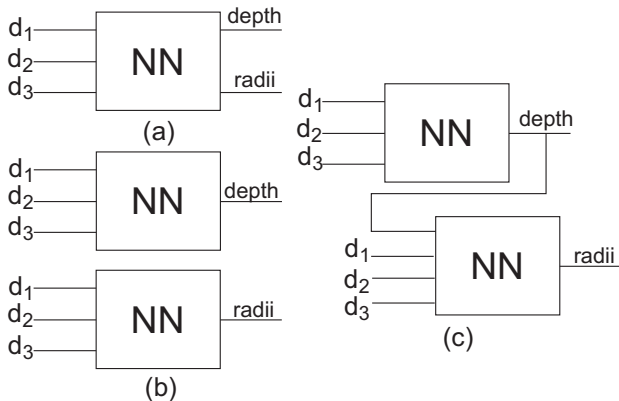 d1
d2
d3
NN
depth
radii
(a)
d1
d2
d3
NN
depth
d1
d2
d3
NN
radii
(b)
d1
d2
d3
NN
depth
d1
d2
d3
NN
radii
(c)